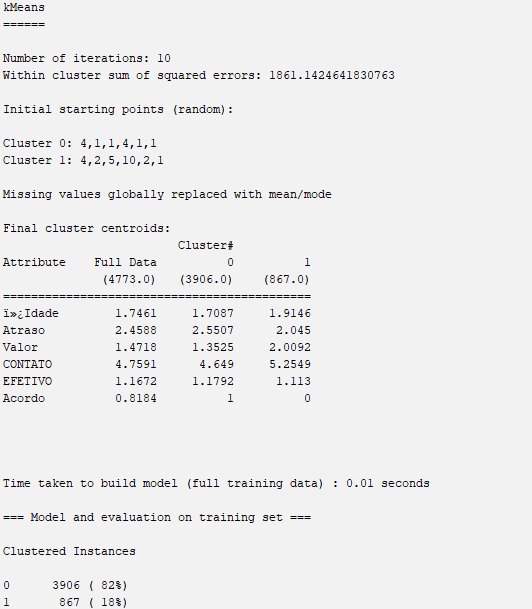 kMeans
======
Number of iterations: 10
Within cluster sum of squared errors: 1861.1424641830763
Initial starting points (random):
Cluster 0: 4,1,1,4,1,1
Cluster 1: 4,2,5,10,2,1
Missing values globally replaced with mean/mode
Final cluster centroids:
Cluster#
Attribute Full Data 0 1
(4773.0) (3906.0) (867.0)
============================================
ï»¿Idade 1.7461 1.7087 1.9146
Atraso 2.4588 2.5507 2.045
Valor 1.4718 1.3525 2.0092
CONTATO 4.7591 4.649 5.2549
EFETIVO 1.1672 1.1792 1.113
Acordo 0.8184 1 0
Time taken to build model (full training data) : 0.01 seconds
=== Model and evaluation on training set ===
Clustered Instances
0 3906 ( 82%)
1 867 ( 18%)